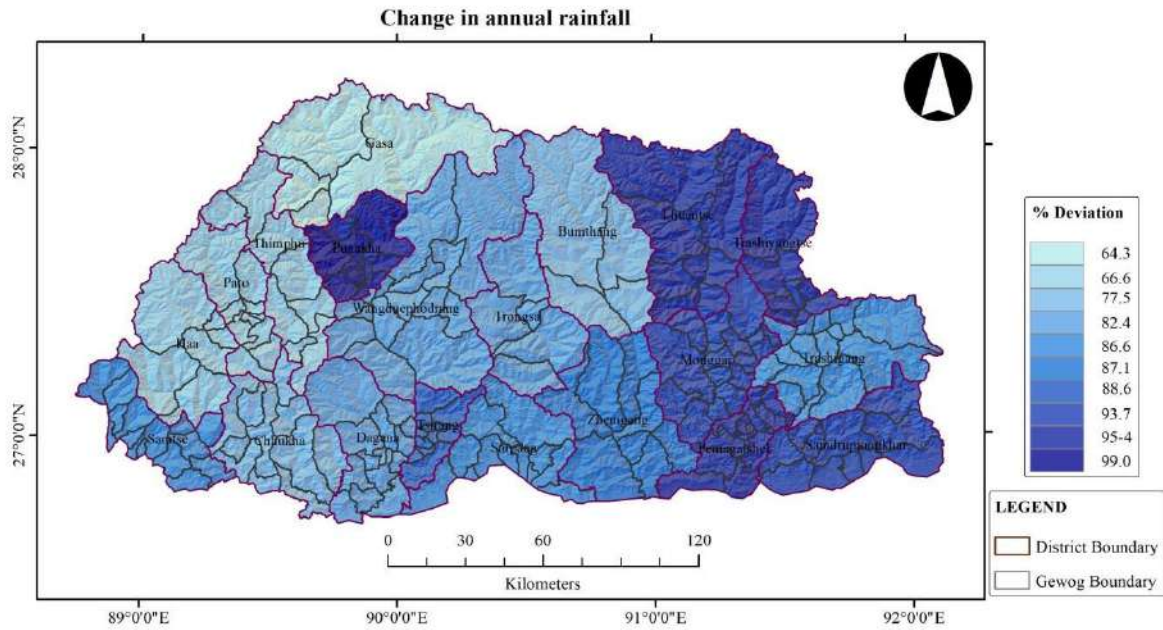 Change in annual rainfall
28°0'0"N
27°0'0"N
Gasa
Punakha
Thimphu
Paro
Haa
Wangduephodrang
Trongsa
Bumthang
Lhuntse
Trashiyangtse
Monggar
Trashigang
Samtse
Chhukha
Dagana
Tsirang
Sarpang
Zhemgang
Pemagatshel
Samdrupjongkhar
0
30
60
120
Kilometers
89°0'0"E
90°0'0"E
91°0'0"E
92°0'0"E
% Deviation
64.3
66.6
77.5
82.4
86.6
87.1
88.6
93.7
95-4
99.0
LEGEND
District Boundary
Gewog Boundary